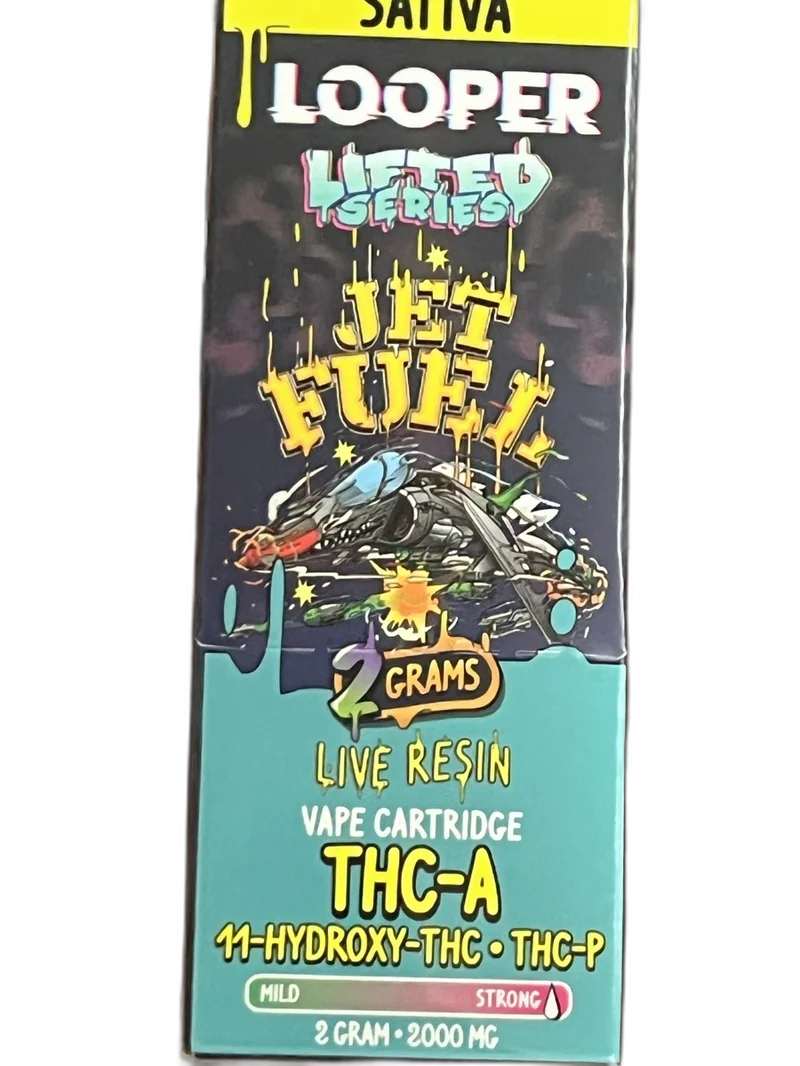 SATIVA
LOOPER
LIFTED
SERIES
JET
FUEL
2 GRAMS
LIVE RESIN
VAPE CARTRIDGE
THC-A
11-HYDROXY-THC • THC-P
MILD STRONG
2 GRAM • 2000 MG